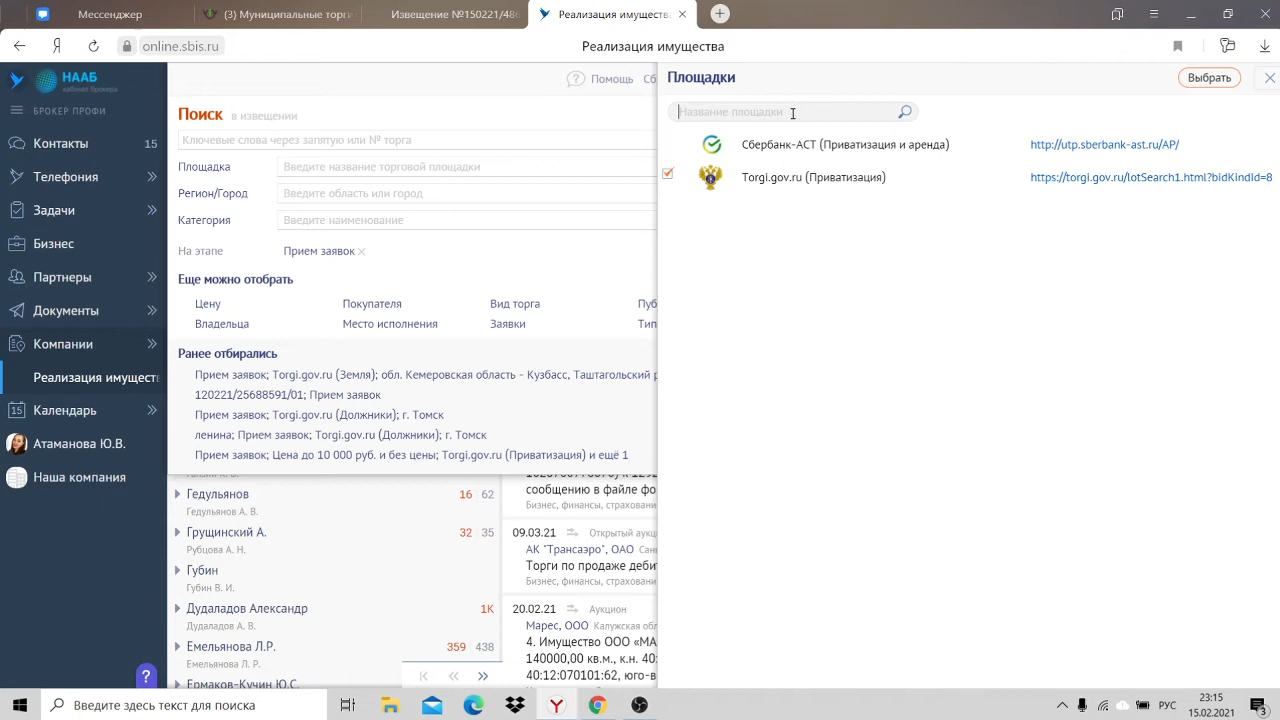 Мессенджер
(3) Муниципальные торги
Извещение №150221/486
Реализация имущества
online.sbis.ru
Реализация имущества
НААБ
кабинет брокера
БРОКЕР ПРОФИ
Контакты 15
Телефония
Задачи
Бизнес
Партнеры
Документы
Компании
Реализация имущест
15 Календарь
Атаманова Ю.В.
Наша компания
?
? Помощь Сб
Поиск в извещении
Ключевые слова через запятую или № торга
Площадка Введите название торговой площадки
Регион/Город Введите область или город
Категория Введите наименование
На этапе Прием заявок
Еще можно отобрать
Цену Покупателя Вид торга Пуб
Владельца Место исполнения Заявки Тип
Ранее отбирались
Прием заявок; Torgi.gov.ru (Земля); обл. Кемеровская область - Кузбасс, Таштагольский р
120221/25688591/01; Прием заявок
Прием заявок; Torgi.gov.ru (Должники); г. Томск
ленина; Прием заявок; Torgi.gov.ru (Должники); г. Томск
Прием заявок; Цена до 10 000 руб. и без цены; Torgi.gov.ru (Приватизация) и ещё 1
Гедульянов 16 62
Гедульянов А. В.
Грущинский А. 32 35
Рубцова А. Н.
Губин
Губин В. И.
Дудаладов Александр 1K
Дудаладов А. В.
Емельянова Л.Р. 359 438
Емельянова Л. Р.
Ермаков-Кучин Ю.С.
сообщению в файле фо
Бизнес, финансы, страховани
09.03.21 Открытый аукц
АК "Трансаэро", ОАО Сан
Торги по продаже деби
Бизнес, финансы, страховани
20.02.21 Аукцион
Марес, ООО Калужская обл
4. Имущество ООО «МА
140000,00 кв.м., к.н. 40:
40:12:070101:62, юго-в
Площадки Выбрать
Название площадки
Сбербанк-АСТ (Приватизация и аренда) http://utp.sberbank-ast.ru/AP/
Torgi.gov.ru (Приватизация) https://torgi.gov.ru/lotSearch1.html?bidKindId=8
Введите здесь текст для поиска
РУС
23:15
15.02.2021
3